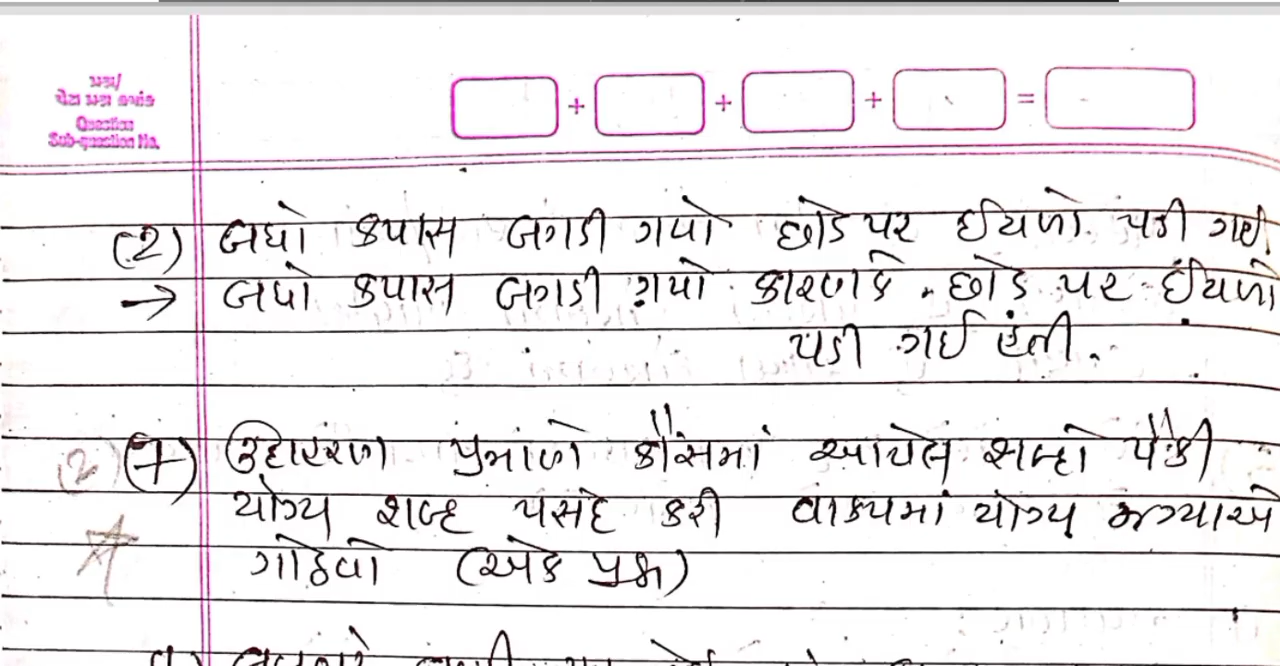 પ્રશ્ન/
પેટા પ્રશ્ન ક્રમાંક
Question
Sub-question No.
+ + + =
(2) બધો કપાસ બગડી ગયો છોડ પર ઈયળો પડી ગઈ
→ બધો કપાસ બગડી ગયો કારણકે છોડ પર ઈયળો
પડી ગઈ હતી.
(2) (7) ઉદાહરણ પ્રમાણે કૌંસમાં આપેલ શબ્દો પૈકી
યોગ્ય શબ્દ પસંદ કરી વાક્યમાં યોગ્ય જગ્યાએ
ગોઠવો (એક પ્રશ્ન)